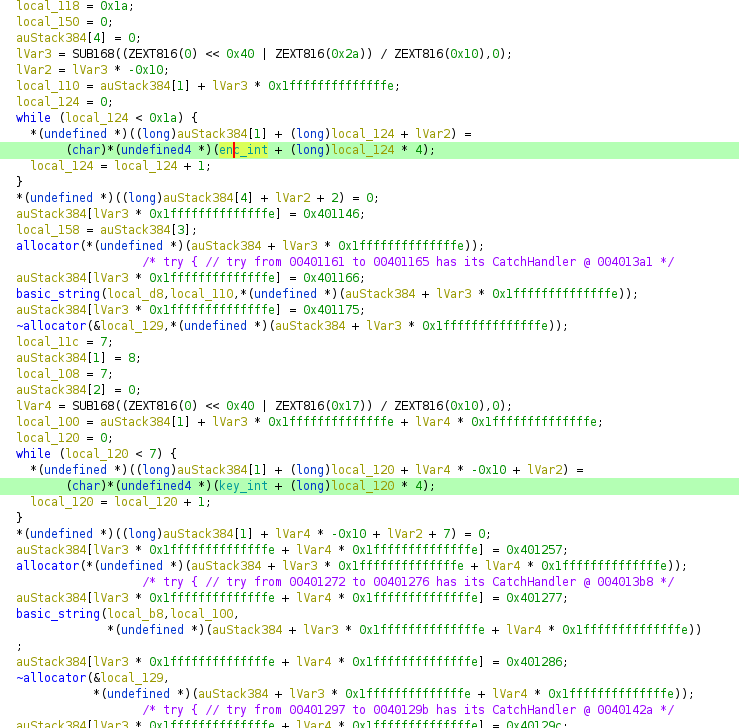 local_118 = 0x1a;
local_150 = 0;
auStack384[4] = 0;
lVar3 = SUB168((ZEXT816(0) << 0x40 | ZEXT816(0x2a)) / ZEXT816(0x10),0);
lVar2 = lVar3 * -0x10;
local_110 = auStack384[1] + lVar3 * 0x1ffffffffffffffe;
local_124 = 0;
while (local_124 < 0x1a) {
*(undefined *)((long)auStack384[1] + (long)local_124 + lVar2) =
(char)*(undefined4 *)(enc_int + (long)local_124 * 4);
local_124 = local_124 + 1;
}
*(undefined *)((long)auStack384[4] + lVar2 + 2) = 0;
auStack384[lVar3 * 0x1ffffffffffffffe] = 0x401146;
local_158 = auStack384[3];
allocator(*(undefined *)(auStack384 + lVar3 * 0x1ffffffffffffffe));
/* try { // try from 00401161 to 00401165 has its CatchHandler @ 004013a1 */
auStack384[lVar3 * 0x1ffffffffffffffe] = 0x401166;
basic_string(local_d8,local_110,*(undefined *)(auStack384 + lVar3 * 0x1ffffffffffffffe));
auStack384[lVar3 * 0x1ffffffffffffffe] = 0x401175;
~allocator(&local_129,*(undefined *)(auStack384 + lVar3 * 0x1ffffffffffffffe));
local_11c = 7;
auStack384[1] = 8;
local_108 = 7;
auStack384[2] = 0;
lVar4 = SUB168((ZEXT816(0) << 0x40 | ZEXT816(0x17)) / ZEXT816(0x10),0);
local_100 = auStack384[1] + lVar3 * 0x1ffffffffffffffe + lVar4 * 0x1ffffffffffffffe;
local_120 = 0;
while (local_120 < 7) {
*(undefined *)((long)auStack384[1] + (long)local_120 + lVar4 * -0x10 + lVar2) =
(char)*(undefined4 *)(key_int + (long)local_120 * 4);
local_120 = local_120 + 1;
}
*(undefined *)((long)auStack384[1] + lVar4 * -0x10 + lVar2 + 7) = 0;
auStack384[lVar3 * 0x1ffffffffffffffe + lVar4 * 0x1ffffffffffffffe] = 0x401257;
allocator(*(undefined *)(auStack384 + lVar3 * 0x1ffffffffffffffe + lVar4 * 0x1ffffffffffffffe));
/* try { // try from 00401272 to 00401276 has its CatchHandler @ 004013b8 */
auStack384[lVar3 * 0x1ffffffffffffffe + lVar4 * 0x1ffffffffffffffe] = 0x401277;
basic_string(local_b8,local_100,
*(undefined *)(auStack384 + lVar3 * 0x1ffffffffffffffe + lVar4 * 0x1ffffffffffffffe))
;
auStack384[lVar3 * 0x1ffffffffffffffe + lVar4 * 0x1ffffffffffffffe] = 0x401286;
~allocator(&local_129,
*(undefined *)(auStack384 + lVar3 * 0x1ffffffffffffffe + lVar4 * 0x1ffffffffffffffe));
/* try { // try from 00401297 to 0040129b has its CatchHandler @ 0040142a */
auStack384[lVar3 * 0x1ffffffffffffffe + lVar4 * 0x1ffffffffffffffe] = 0x40129c;